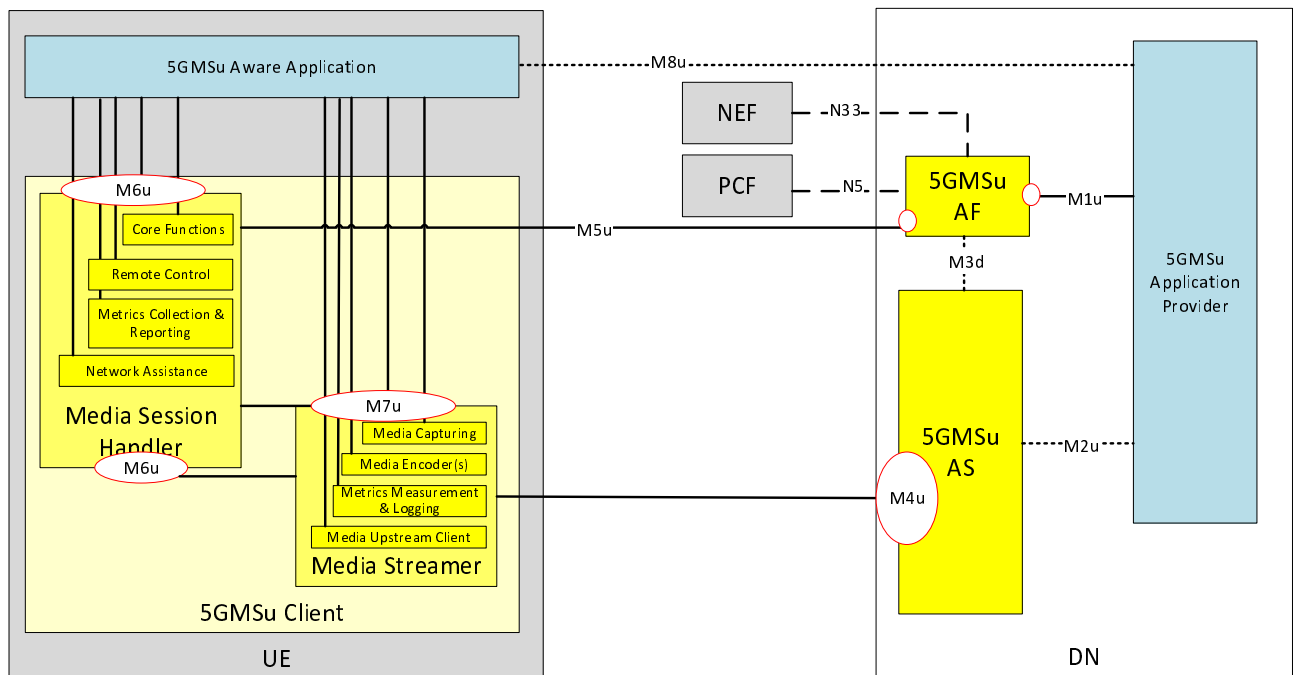 5GMSu Aware Application
M8u
NEF
N33
PCF
N5
5GMSu
AF
M1u
M6u
Core Functions
M5u
Remote Control
Metrics Collection &
Reporting
Network Assistance
Media Session
Handler
M6u
M7u
Media Capturing
Media Encoder(s)
Metrics Measurement
& Logging
Media Upstream Client
Media Streamer
5GMSu Client
UE
M3d
5GMSu
AS
M4u
M2u
5GMSu
Application
Provider
DN